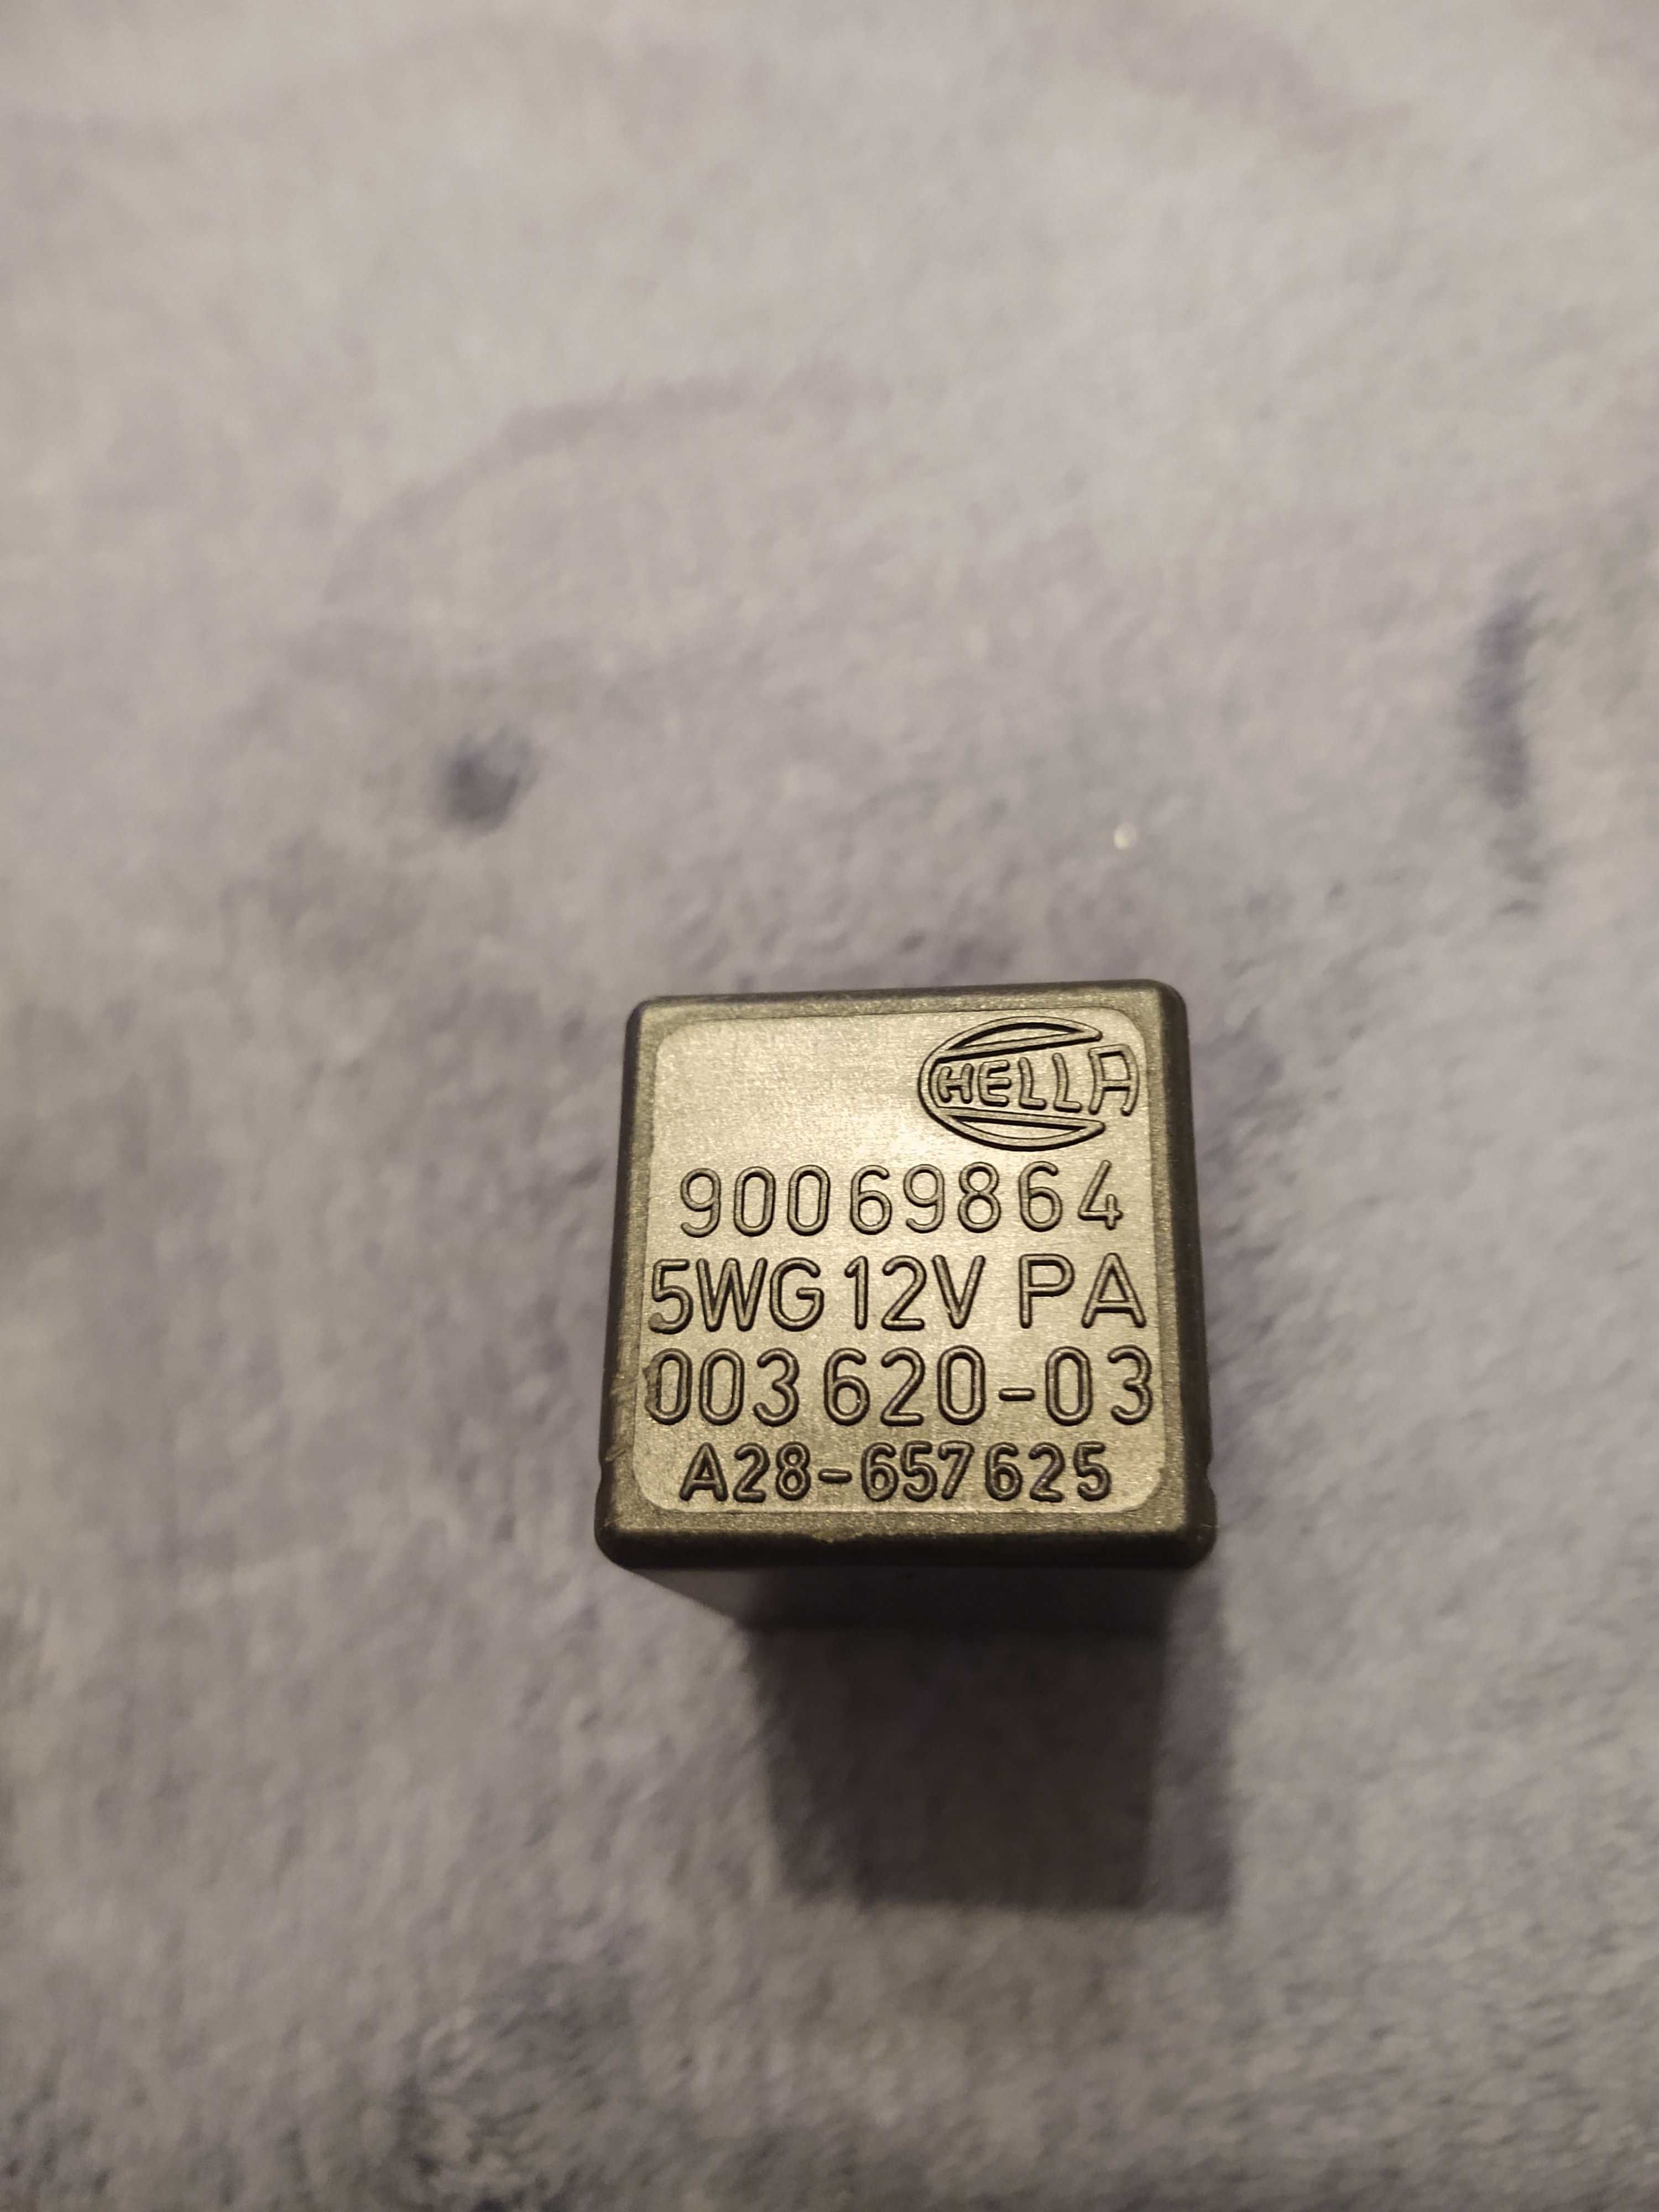 HELLA
90069864
5WG 12V PA
003 620-03
A28-657625